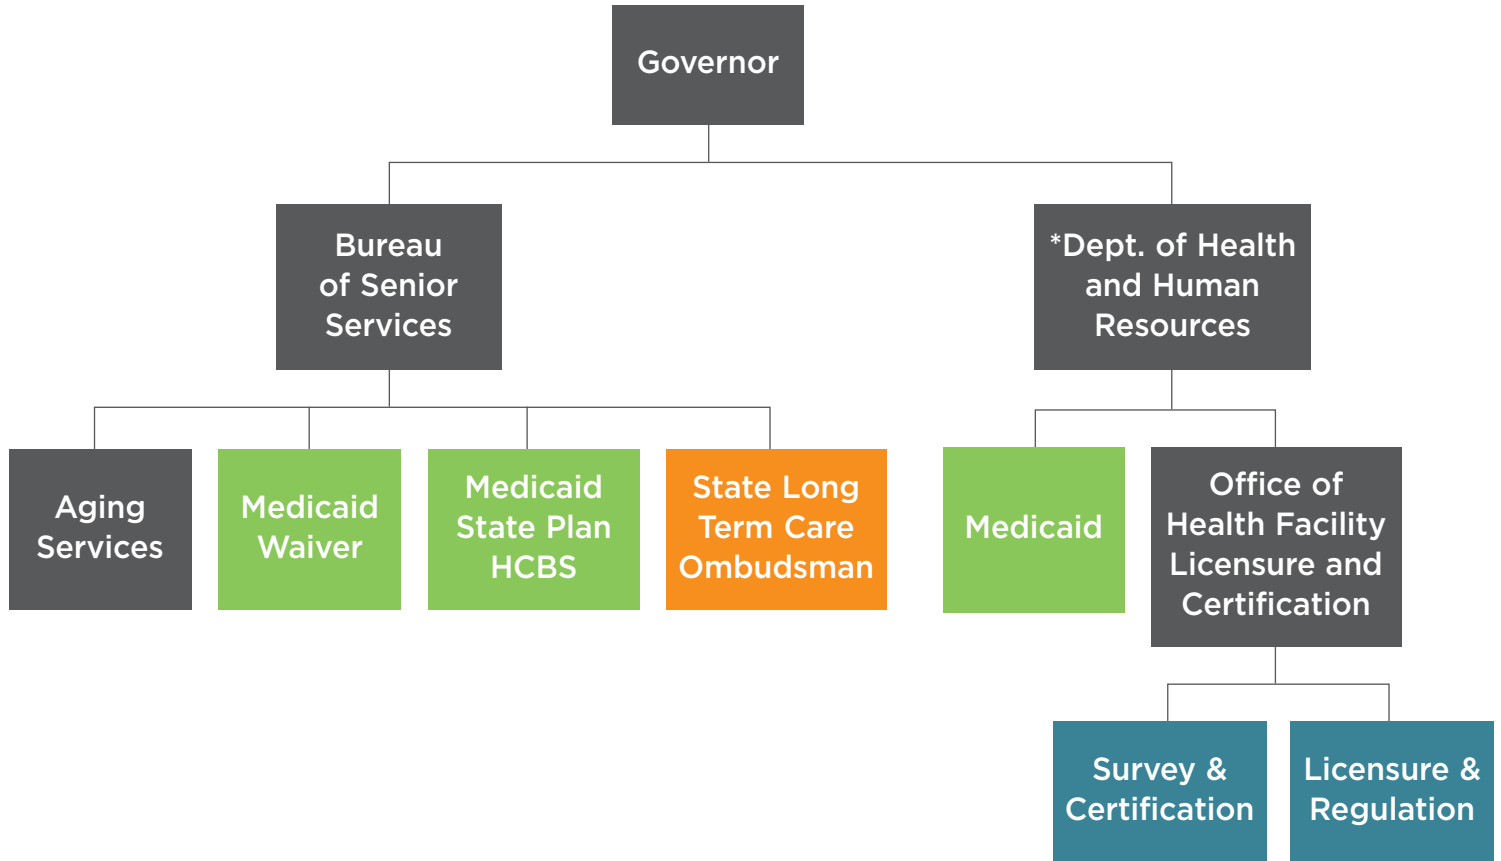 Governor
Bureau
of Senior
Services
*Dept. of Health
and Human
Resources
Aging
Services
Medicaid
Waiver
Medicaid
State Plan
HCBS
State Long
Term Care
Ombudsman
Medicaid
Office of
Health Facility
Licensure and
Certification
Survey &
Certification
Licensure &
Regulation